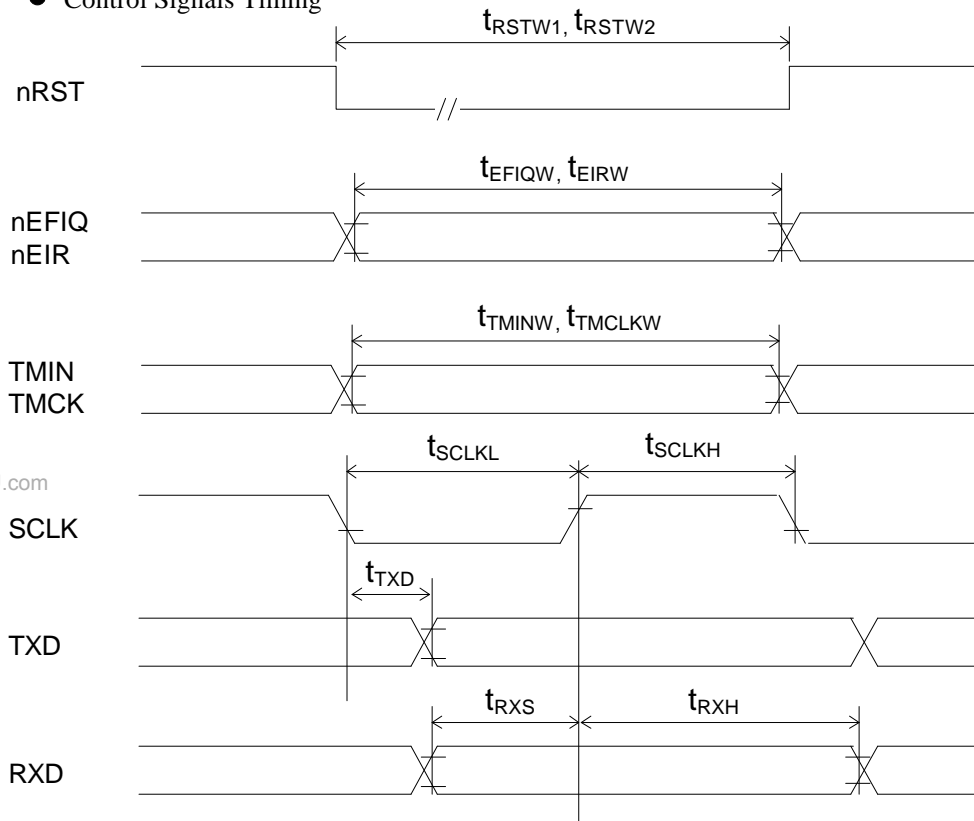 ● Control Signals Timing
tRSTW1, tRSTW2
nRST
tEFIQW, tEIRW
nEFIQ
nEIR
tTMINW, tTMCLKW
TMIN
TMCK
tSCLKL
tSCLKH
.com
SCLK
tTXD
TXD
tRXS
tRXH
RXD